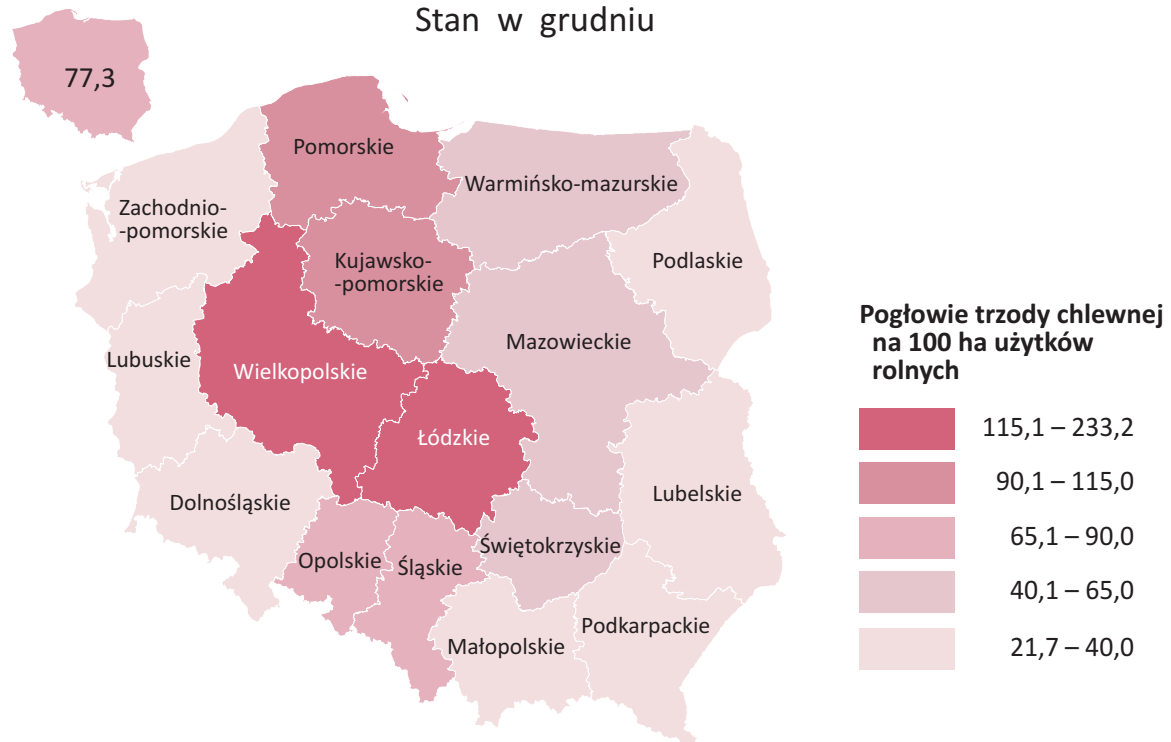 Stan w grudniu
77,3
Pomorskie
Warmińsko-mazurskie
Zachodnio-
-pomorskie
Podlaskie
Kujawsko-
-pomorskie
Mazowieckie
Lubuskie
Wielkopolskie
Łódzkie
Dolnośląskie
Lubelskie
Opolskie
Śląskie
Świętokrzyskie
Małopolskie
Podkarpackie
Pogłowie trzody chlewnej
na 100 ha użytków
rolnych
115,1 – 233,2
90,1 – 115,0
65,1 – 90,0
40,1 – 65,0
21,7 – 40,0